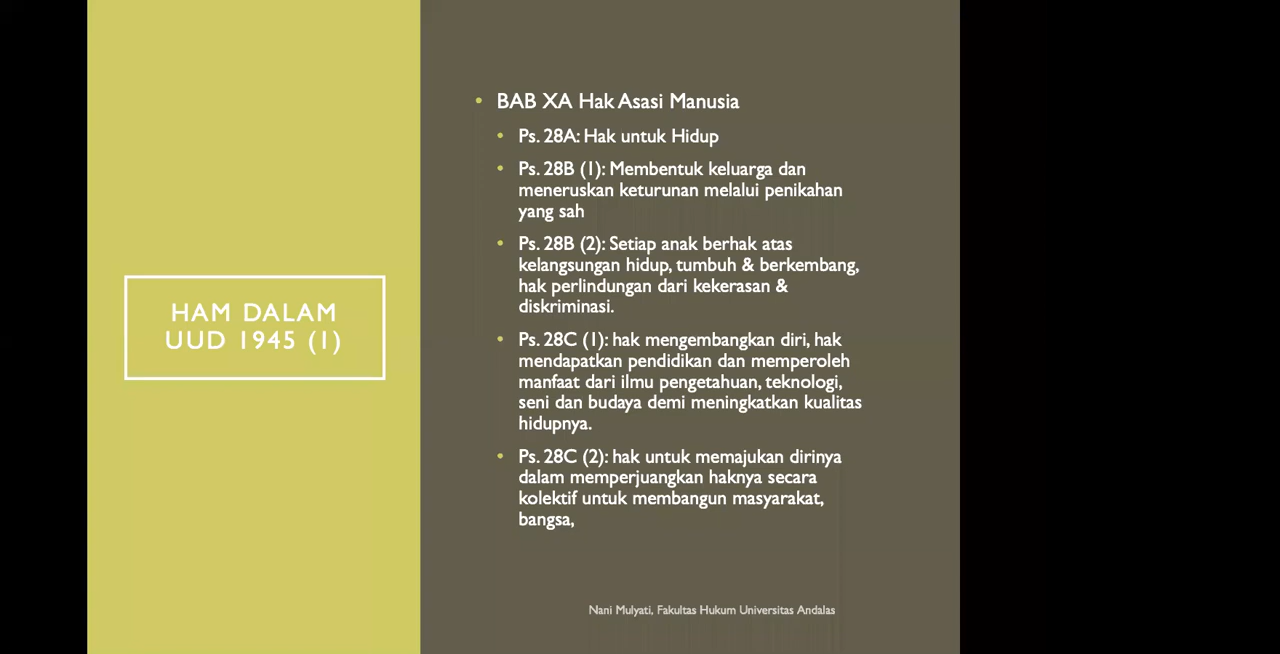 HAM DALAM
UUD 1945 (1)
• BAB XA Hak Asasi Manusia
• Ps. 28A: Hak untuk Hidup
• Ps. 28B (1): Membentuk keluarga dan
meneruskan keturunan melalui penikahan
yang sah
• Ps. 28B (2): Setiap anak berhak atas
kelangsungan hidup, tumbuh & berkembang,
hak perlindungan dari kekerasan &
diskriminasi.
• Ps. 28C (1): hak mengembangkan diri, hak
mendapatkan pendidikan dan memperoleh
manfaat dari ilmu pengetahuan, teknologi,
seni dan budaya demi meningkatkan kualitas
hidupnya.
• Ps. 28C (2): hak untuk memajukan dirinya
dalam memperjuangkan haknya secara
kolektif untuk membangun masyarakat,
bangsa,
Nani Mulyati, Fakultas Hukum Universitas Andalas